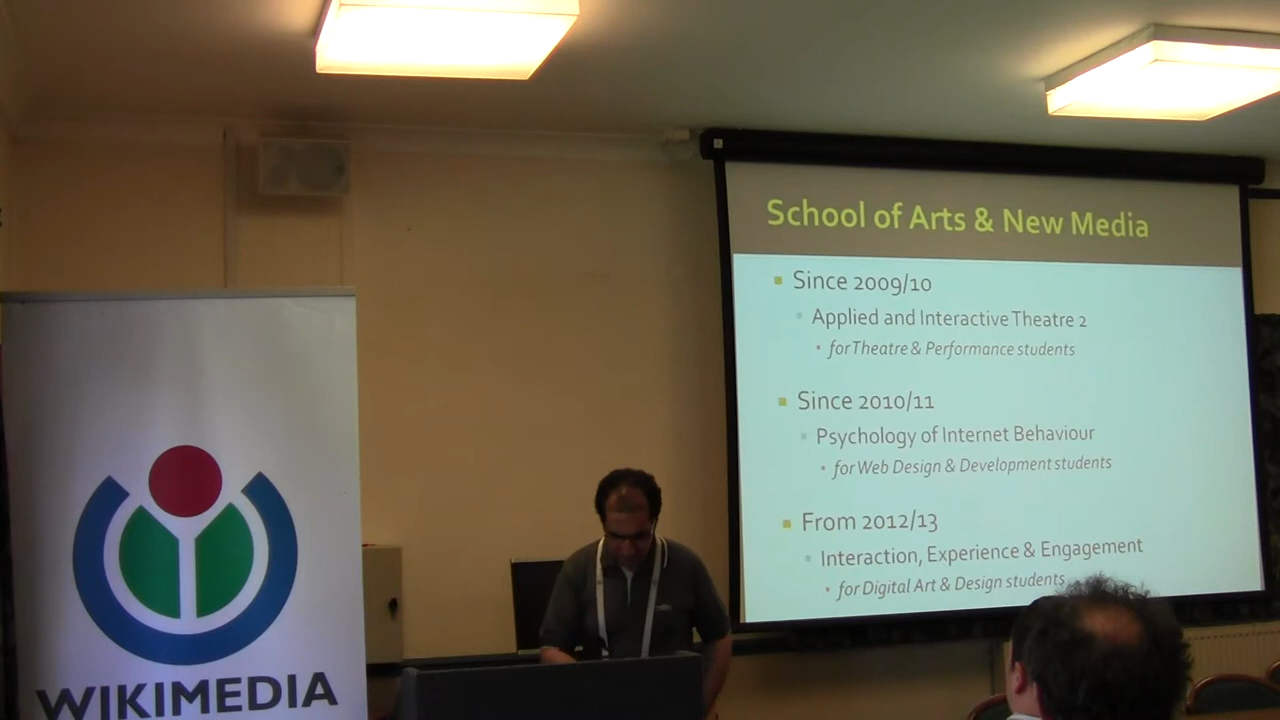 School of Arts & New Media
Since 2009/10
Applied and Interactive Theatre 2
for Theatre & Performance students
Since 2010/11
Psychology of Internet Behaviour
for Web Design & Development students
From 2012/13
Interaction, Experience & Engagement
for Digital Art & Design students
WIKIMEDIA